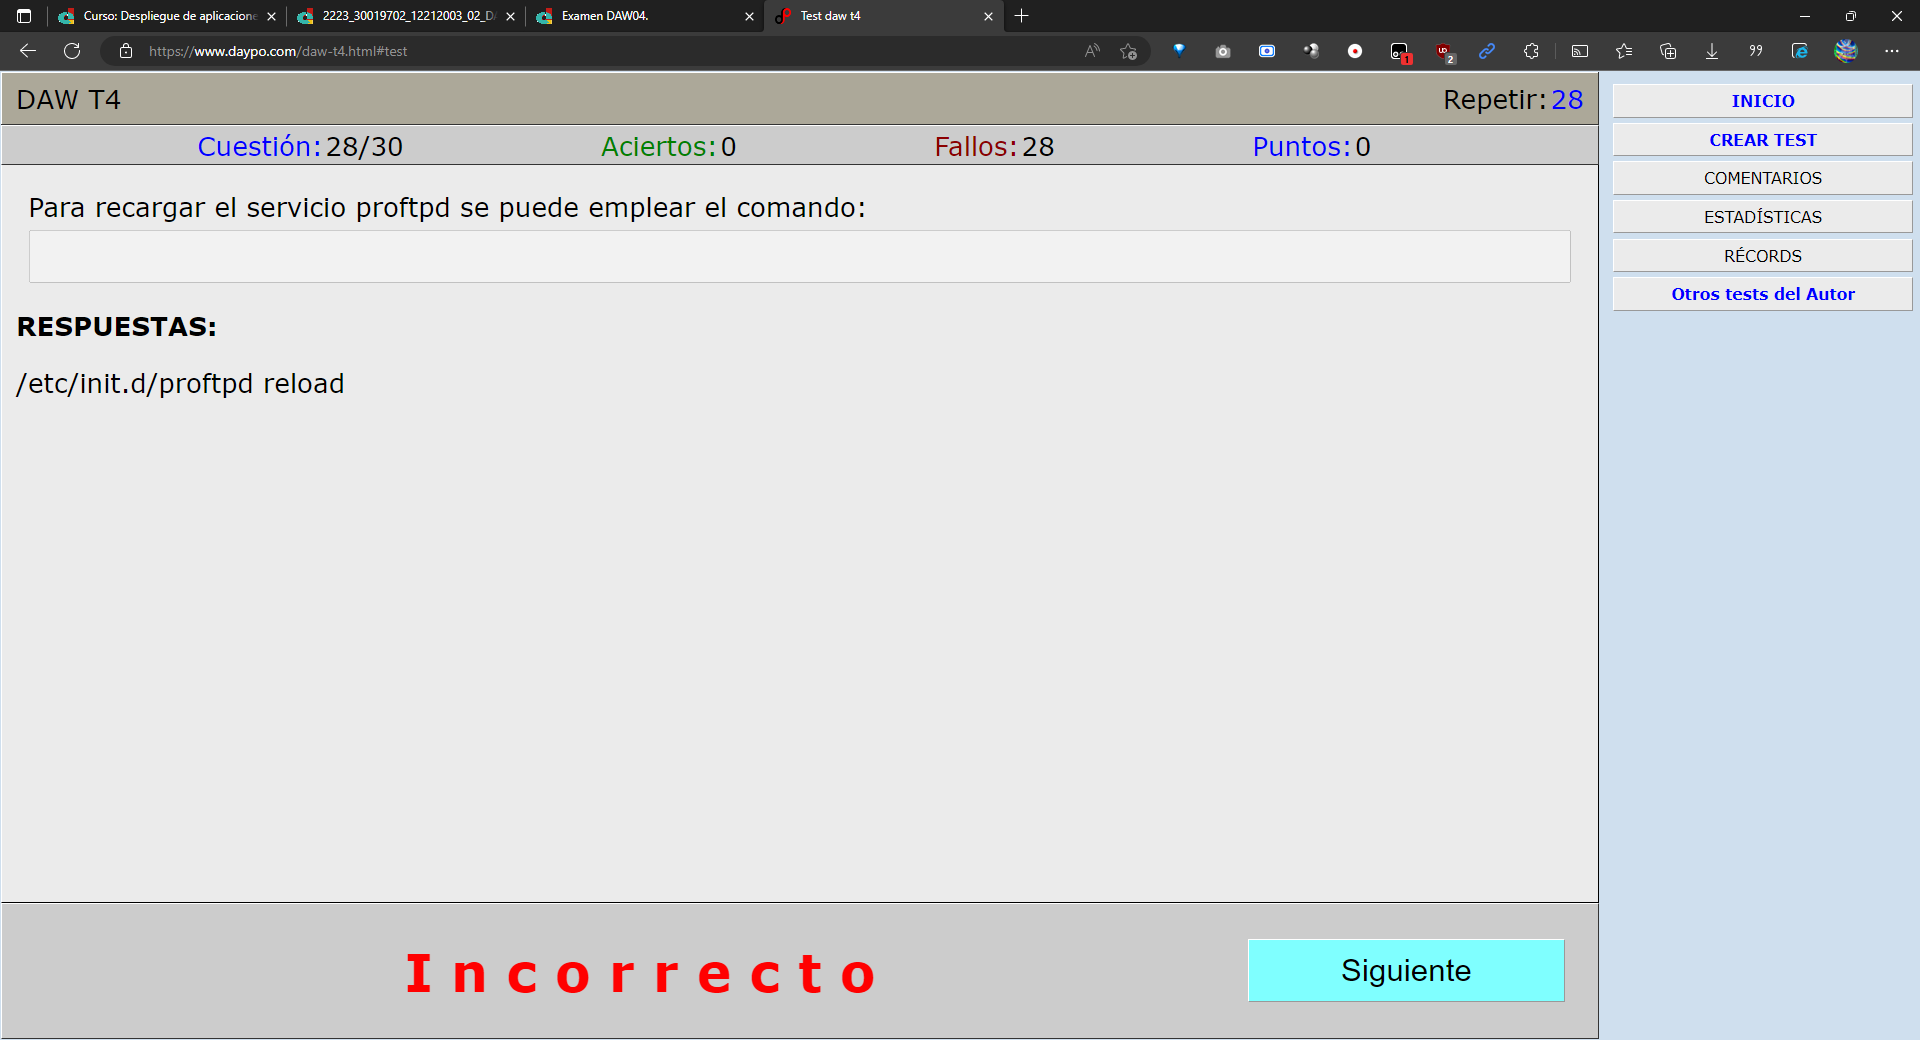 Curso: Despliegue de aplicacione
2223_30019702_12212003_02_D
Examen DAW04.
Test daw t4
https://www.daypo.com/daw-t4.html#test
1
2
DAW T4
Repetir:28
Cuestión:28/30
Aciertos:0
Fallos:28
Puntos:0
Para recargar el servicio proftpd se puede emplear el comando:
RESPUESTAS:
/etc/init.d/proftpd reload
Incorrecto
Siguiente
INICIO
CREAR TEST
COMENTARIOS
ESTADÍSTICAS
RÉCORDS
Otros tests del Autor